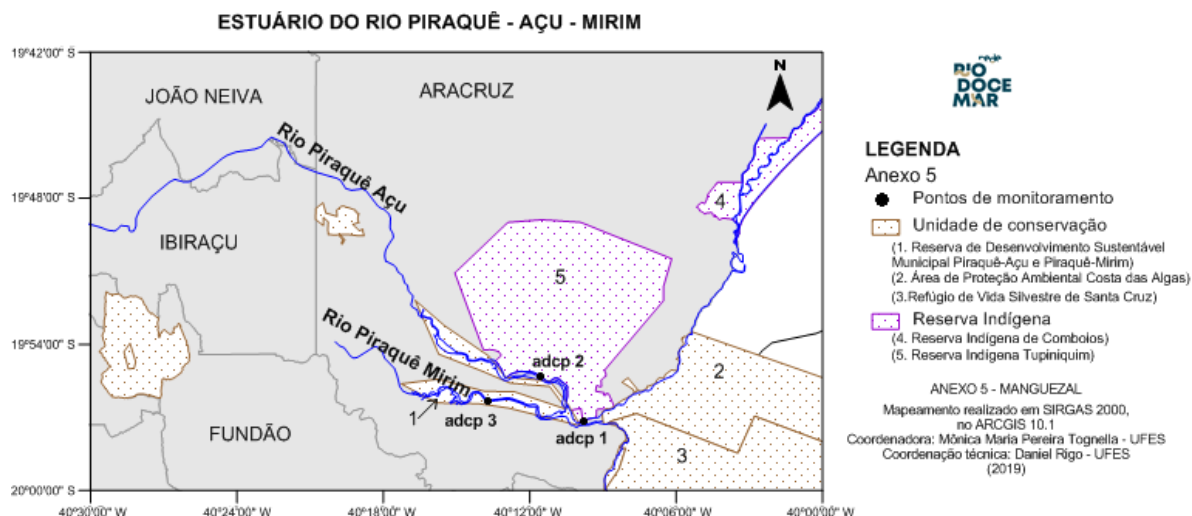 ESTUÁRIO DO RIO PIRAQUÊ - AÇU - MIRIM
19°42'00" S
19°48'00" S
19°54'00" S
20°00'00" S
40°30'00" W
40°24'00" W
40°18'00" W
40°12'00" W
40°06'00" W
40°00'00" W
JOÃO NEIVA
ARACRUZ
N
Rio Piraquê Açu
4
IBIRAÇU
5
Rio Piraquê Mirim
adcp 2
2
1
adcp 3
adcp 1
FUNDÃO
3
rede
RIO
DOCE
MAR
LEGENDA
Anexo 5
Pontos de monitoramento
Unidade de conservação
(1. Reserva de Desenvolvimento Sustentável
Municipal Piraquê-Açu e Piraquê-Mirim)
(2. Área de Proteção Ambiental Costa das Algas)
(3.Refúgio de Vida Silvestre de Santa Cruz)
Reserva Indígena
(4. Reserva Indígena de Comboios)
(5. Reserva Indígena Tupiniquim)
ANEXO 5 - MANGUEZAL
Mapeamento realizado em SIRGAS 2000,
no ARCGIS 10.1
Coordenadora: Mônica Maria Pereira Tognella - UFES
Coordenação técnica: Daniel Rigo - UFES
(2019)